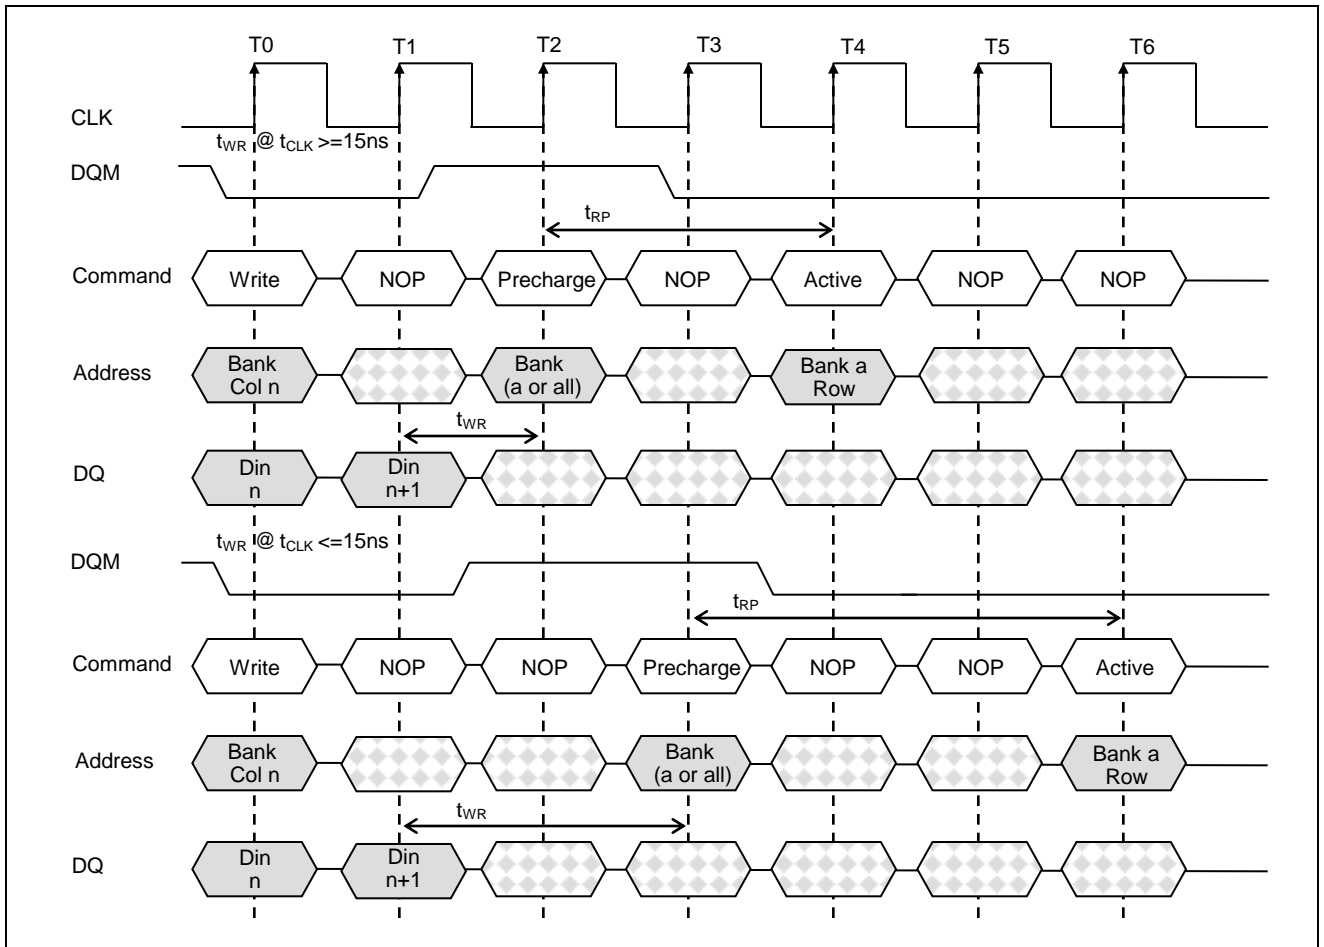 T0 T1 T2 T3 T4 T5 T6
CLK
tWR @ tCLK >=15ns
DQM
tRP
Command Write NOP Precharge NOP Active NOP NOP
Address Bank Col n Bank (a or all) Bank a Row
tWR
DQ Din n Din n+1
tWR @ tCLK <=15ns
DQM
tRP
Command Write NOP NOP Precharge NOP NOP Active
Address Bank Col n Bank (a or all) Bank a Row
tWR
DQ Din n Din n+1